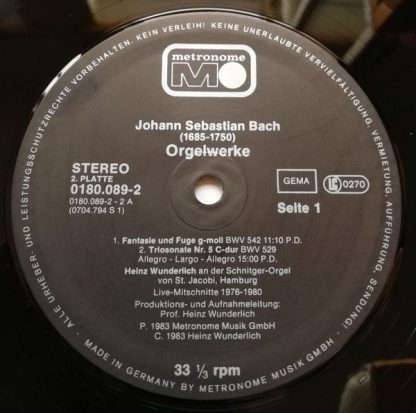 ALLE URHEBER- UND LEISTUNGSSCHUTZRECHTE VORBEHALTEN. KEIN VERLEIH! KEINE UNERLAUBTE VERVIELFÄLTIGUNG, VERMIETUNG, AUFFÜHRUNG, SENDUNG!
metronome
Johann Sebastian Bach
(1685-1750)
Orgelwerke
STEREO
2. PLATTE
0180.089-2
0180.089-2 - 2 A
(0704.794 S 1)
GEMA
LC 0270
Seite 1
1. Fantasie und Fuge g-moll BWV 542 11:10 P.D.
2. Triosonate Nr. 5 C-dur BWV 529
Allegro - Largo - Allegro 15:00 P.D.
Heinz Wunderlich an der Schnitger-Orgel
von St. Jacobi, Hamburg
Live-Mitschnitte 1976-1980
Produktions- und Aufnahmeleitung:
Prof. Heinz Wunderlich
P. 1983 Metronome Musik GmbH
C. 1983 Heinz Wunderlich
33 ⅓ rpm
MADE IN GERMANY BY METRONOME MUSIK GMBH